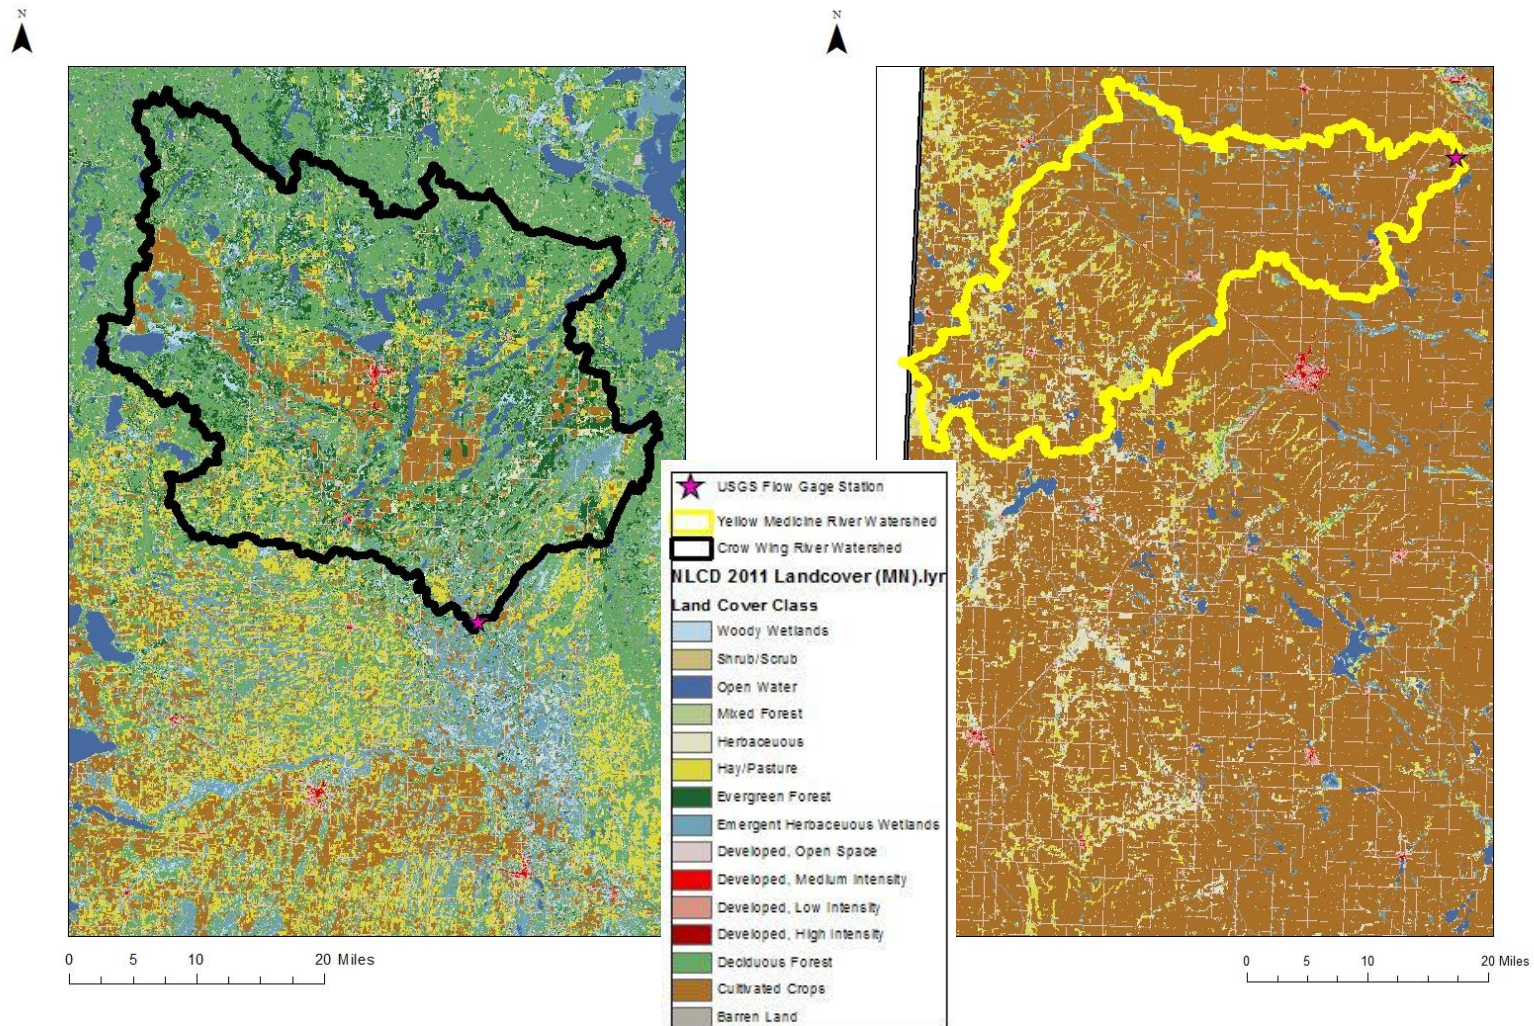 N
N
USGS Flow Gage Station
Yellow Medicine River Watershed
Crow Wing River Watershed
NLCD 2011 Landcover (MN).lyr
Land Cover Class
Woody Wetlands
Shrub/Scrub
Open Water
Mixed Forest
Herbaceuous
Hay/Pasture
Evergreen Forest
Emergent Herbaceuous Wetlands
Developed, Open Space
Developed, Medium Intensity
Developed, Low Intensity
Developed, High Intensity
Deciduous Forest
Cultivated Crops
Barren Land
0 5 10 20 Miles
0 5 10 20 Miles